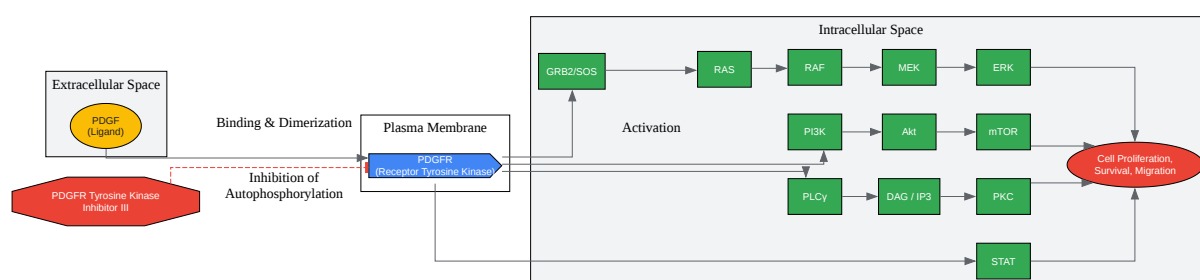 Intracellular Space
GRB2/SOS
RAS
RAF
MEK
ERK
Extracellular Space
PDGF
(Ligand)
Binding & Dimerization
Plasma Membrane
Activation
PI3K
Akt
mTOR
PDGFR
(Receptor Tyrosine Kinase)
Cell Proliferation,
Survival, Migration
Inhibition of
Autophosphorylation
PDGFR Tyrosine Kinase
Inhibitor III
PLCγ
DAG / IP3
PKC
STAT